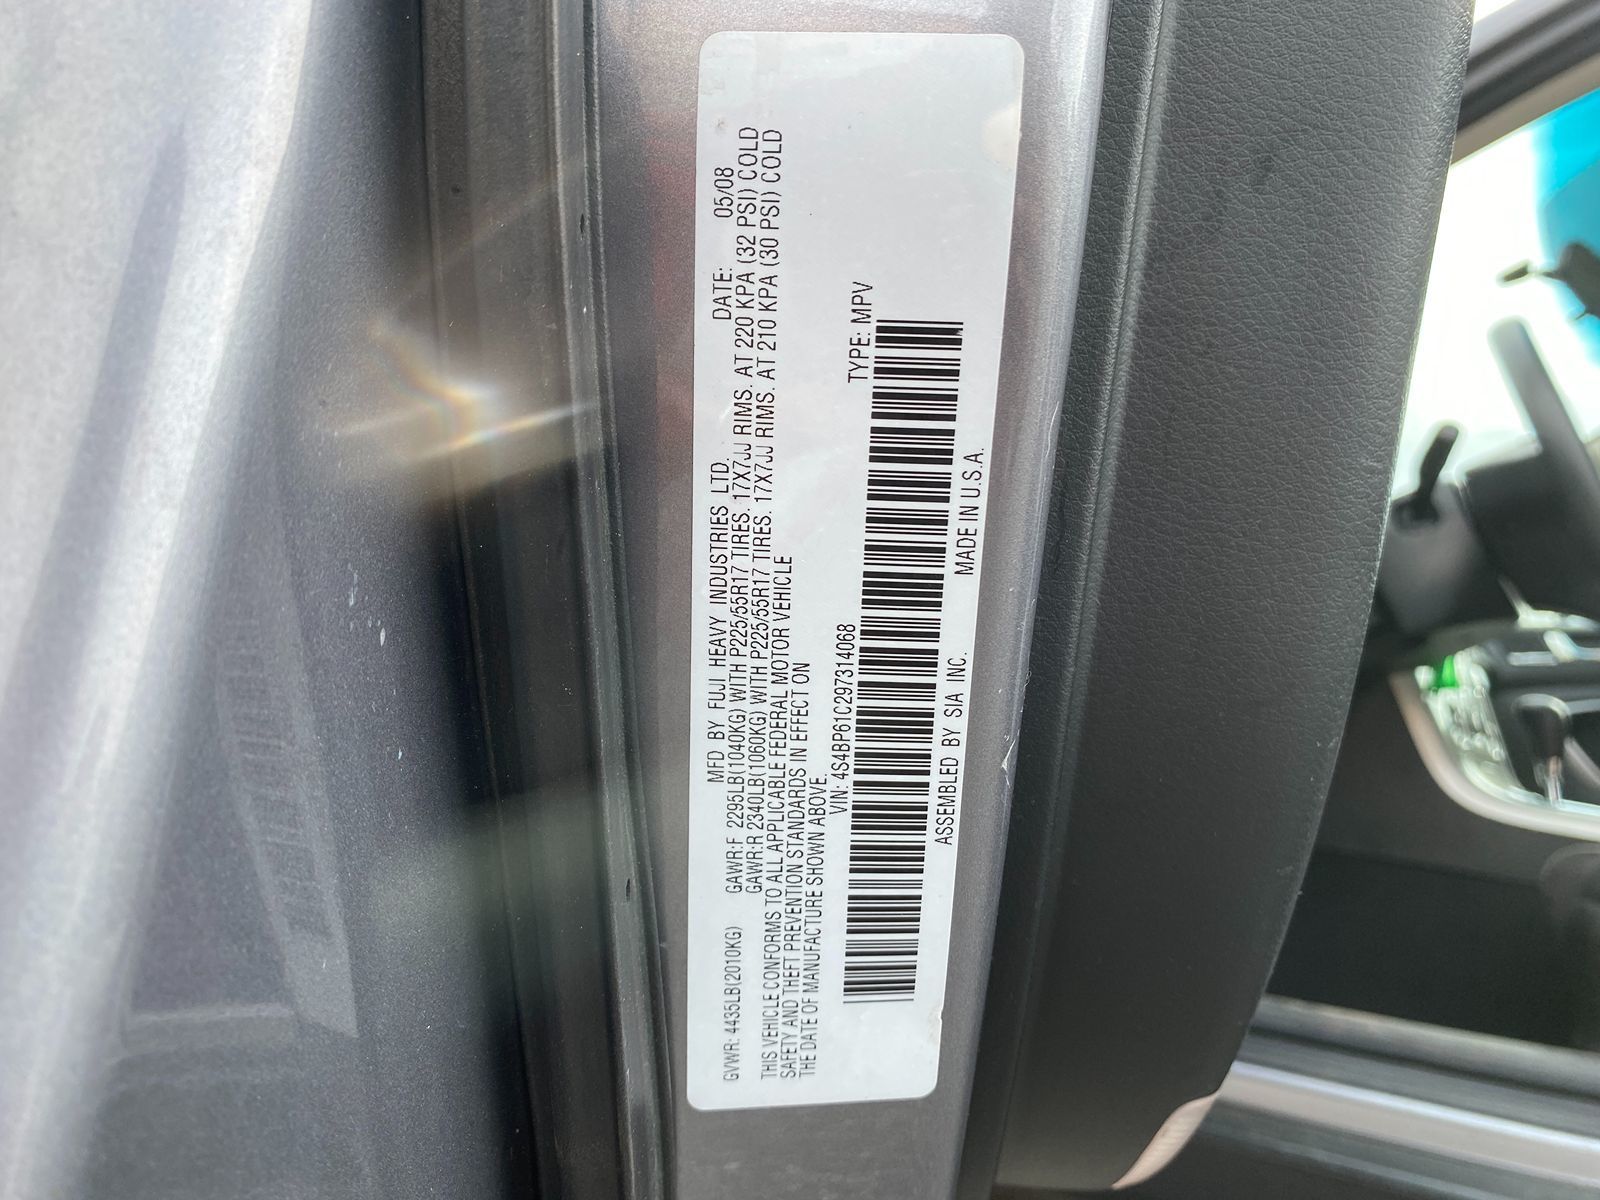 MFD BY FUJI HEAVY INDUSTRIES LTD. DATE: 05/08
GVWR: 4435LB(2010KG) GAWR:F 2295LB(1040KG) WITH P225/55R17 TIRES. 17X7JJ RIMS. AT 220 KPA (32 PSI) COLD
GAWR:R 2340LB(1060KG) WITH P225/55R17 TIRES. 17X7JJ RIMS. AT 210 KPA (30 PSI) COLD
THIS VEHICLE CONFORMS TO ALL APPLICABLE FEDERAL MOTOR VEHICLE
SAFETY AND THEFT PREVENTION STANDARDS IN EFFECT ON
THE DATE OF MANUFACTURE SHOWN ABOVE.
VIN: 4S4BP61C297314068 TYPE: MPV
ASSEMBLED BY SIA INC. MADE IN U.S.A.